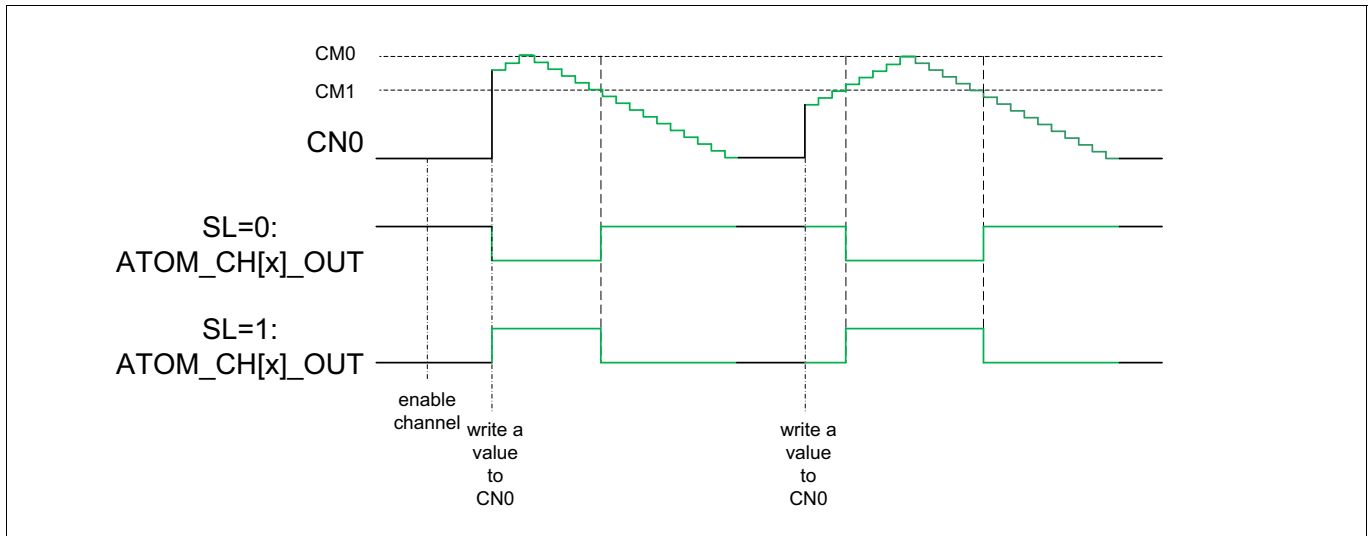 CM0
CM1
CN0
SL=0:
ATOM_CH[x]_OUT
SL=1:
ATOM_CH[x]_OUT
enable
channel
write a
value
to
CN0
write a
value
to
CN0